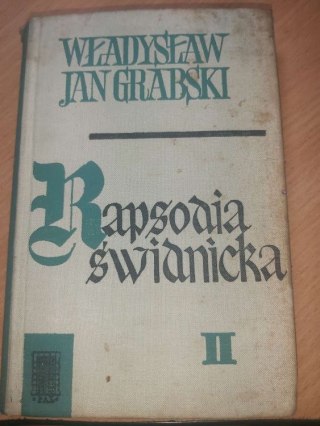 WŁADYSŁAW
JAN GRABSKI
Rapsodia
świdnicka
II